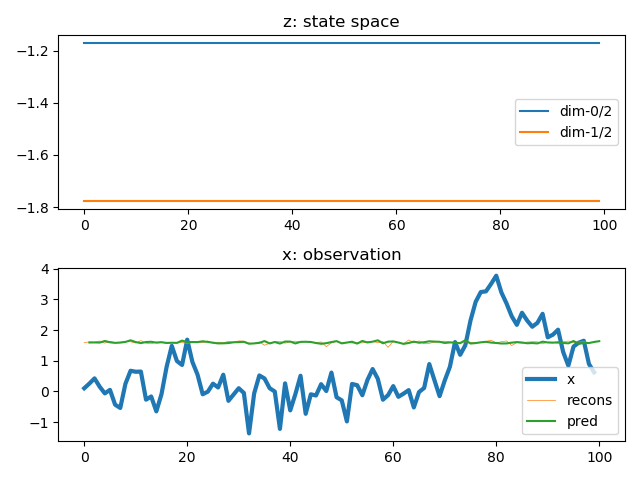 z: state space
−1.2
−1.4
−1.6
−1.8
dim-0/2
dim-1/2
0 20 40 60 80 100
x: observation
4
3
2
1
0
−1
x
recons
pred
0 20 40 60 80 100